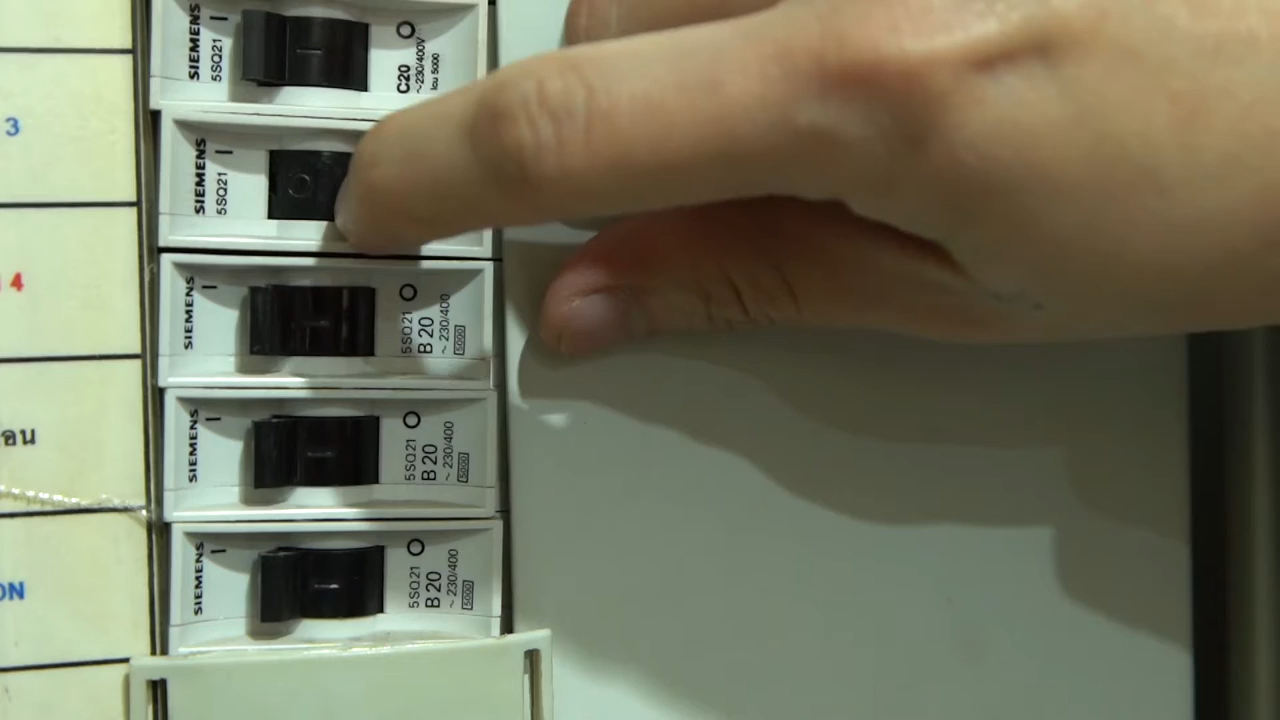 SIEMENS
5SQ21
I
O
C20
~230/400V
Icu 5000
3
SIEMENS
5SQ21
I
O
4
SIEMENS
I
O
5SQ21
B 20
~ 230/400
5000
อน
SIEMENS
I
O
5SQ21
B 20
~ 230/400
5000
ON
SIEMENS
I
O
5SQ21
B 20
~ 230/400
5000